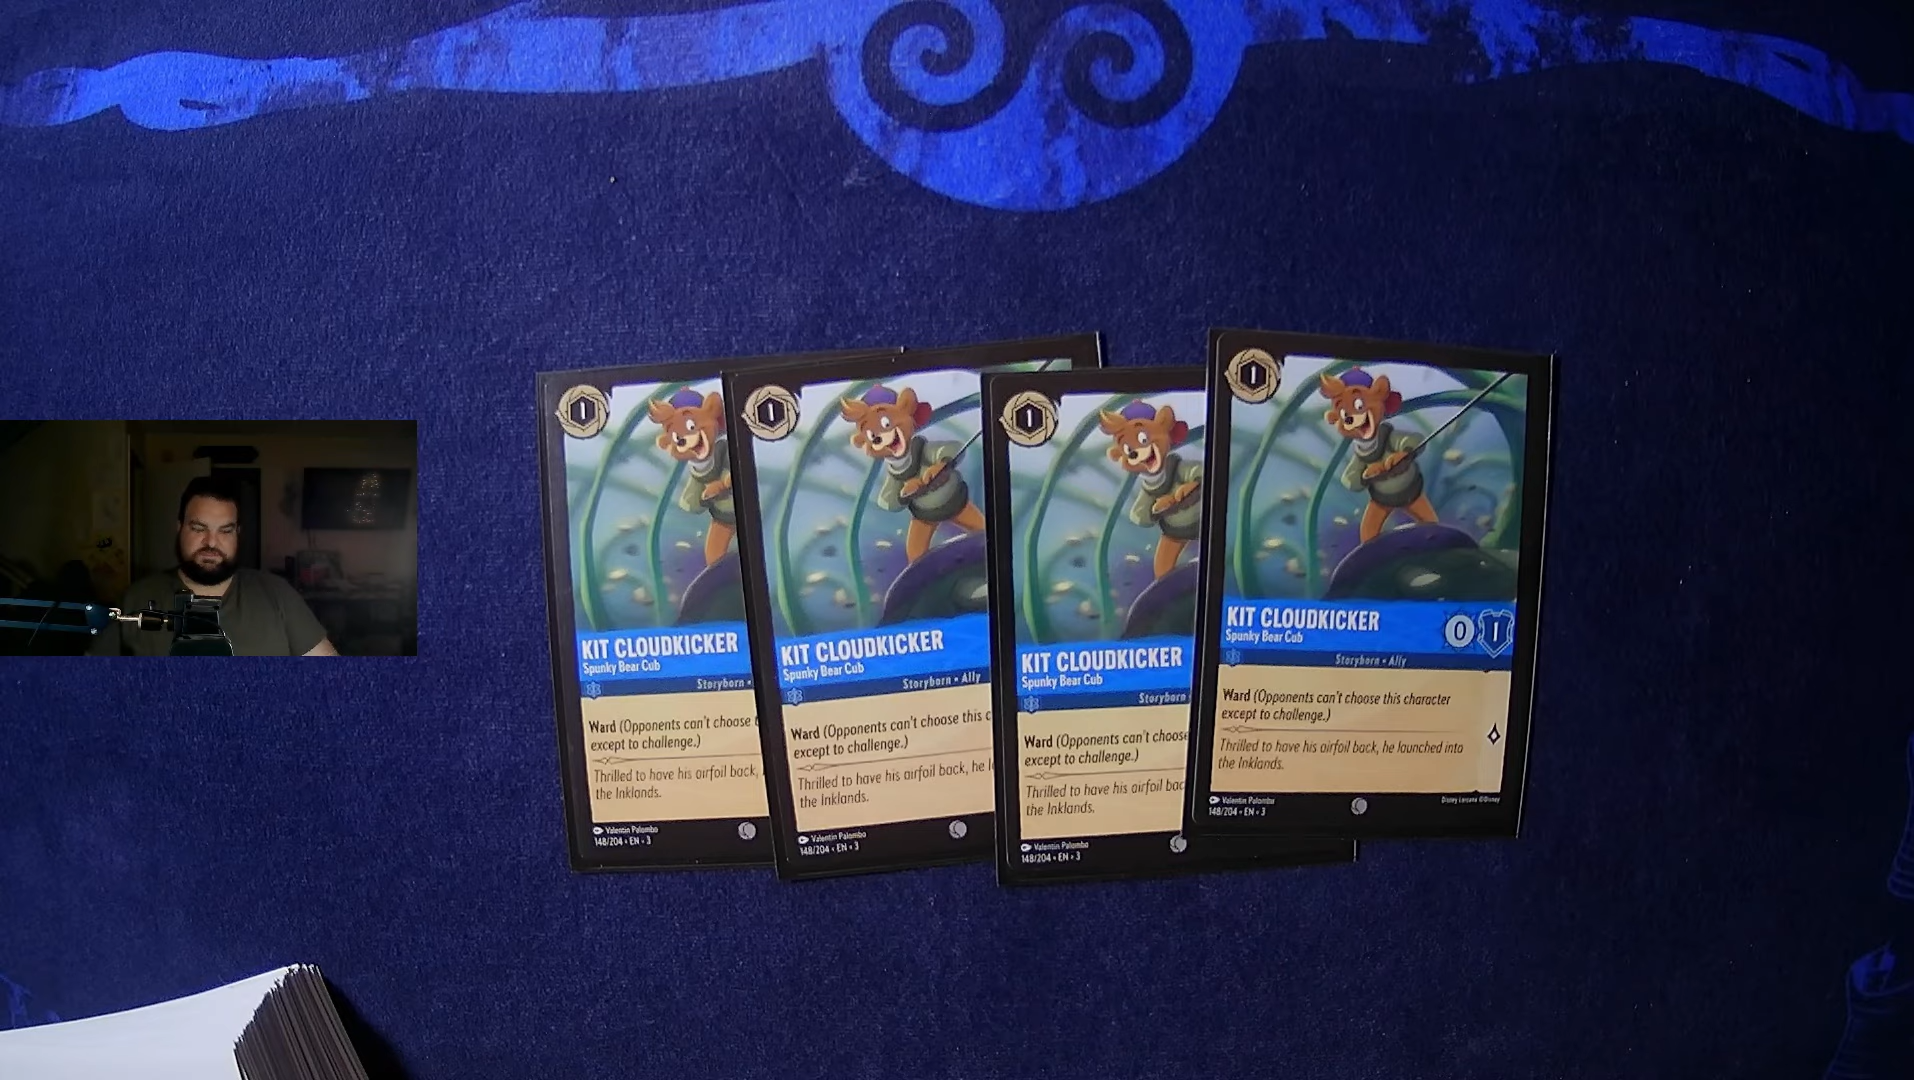 1
KIT CLOUDKICKER
Spunky Bear Cub
Storyborn •
Ward (Opponents can't choose
except to challenge.)
Thrilled to have his airfoil back,
the Inklands.
Valentin Palombo
148/204 • EN • 3
1
KIT CLOUDKICKER
Spunky Bear Cub
Storyborn • Ally
Ward (Opponents can't choose this c
except to challenge.)
Thrilled to have his airfoil back, he l
the Inklands.
Valentin Palombo
148/204 • EN • 3
1
KIT CLOUDKICKER
Spunky Bear Cub
Storyborn
Ward (Opponents can't choose
except to challenge.)
Thrilled to have his airfoil bac
the Inklands.
Valentin Palombo
148/204 • EN • 3
1
KIT CLOUDKICKER 0 1
Spunky Bear Cub
Storyborn • Ally
Ward (Opponents can't choose this character
except to challenge.)
Thrilled to have his airfoil back, he launched into
the Inklands.
Valentin Palombo
Disney Lorcana ©Disney
148/204 • EN • 3